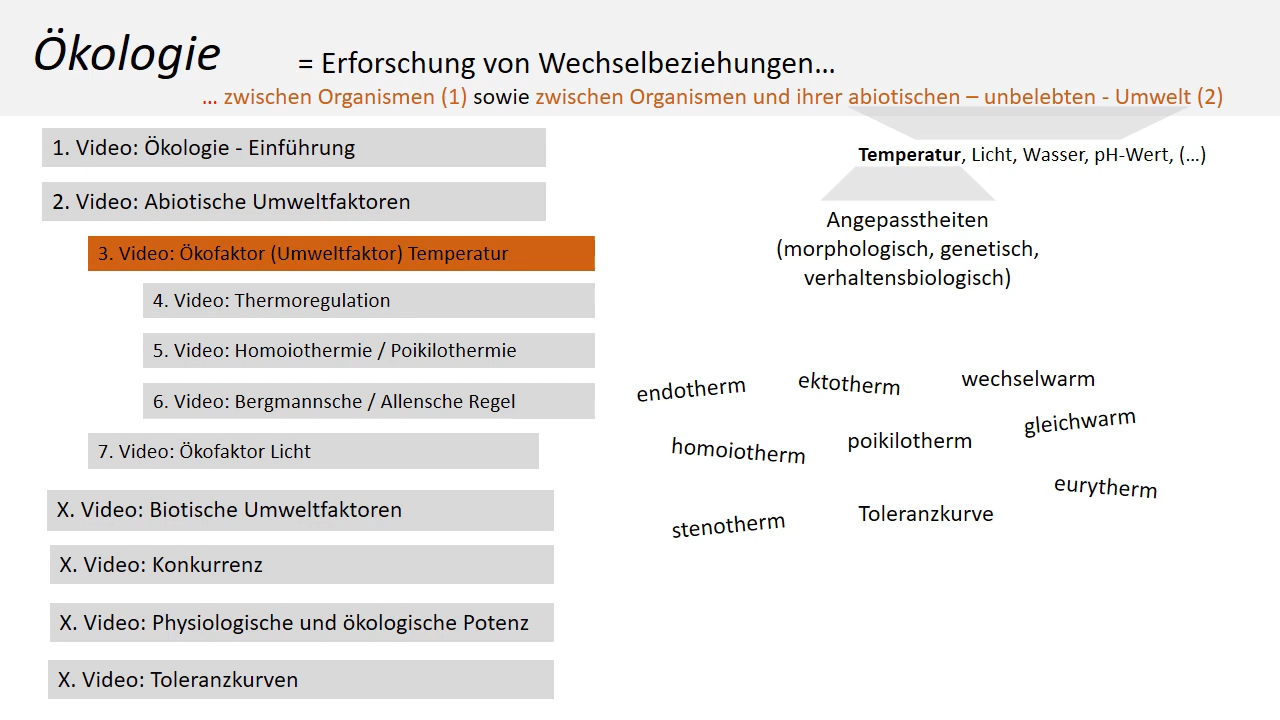 Ökologie
= Erforschung von Wechselbeziehungen…
… zwischen Organismen (1) sowie zwischen Organismen und ihrer abiotischen – unbelebten - Umwelt (2)
1. Video: Ökologie - Einführung
2. Video: Abiotische Umweltfaktoren
3. Video: Ökofaktor (Umweltfaktor) Temperatur
4. Video: Thermoregulation
5. Video: Homoiothermie / Poikilothermie
6. Video: Bergmannsche / Allensche Regel
7. Video: Ökofaktor Licht
X. Video: Biotische Umweltfaktoren
X. Video: Konkurrenz
X. Video: Physiologische und ökologische Potenz
X. Video: Toleranzkurven
Temperatur, Licht, Wasser, pH-Wert, (…)
Angepasstheiten
(morphologisch, genetisch,
verhaltensbiologisch)
endotherm
ektotherm
wechselwarm
homoiotherm
poikilotherm
gleichwarm
eurytherm
stenotherm
Toleranzkurve